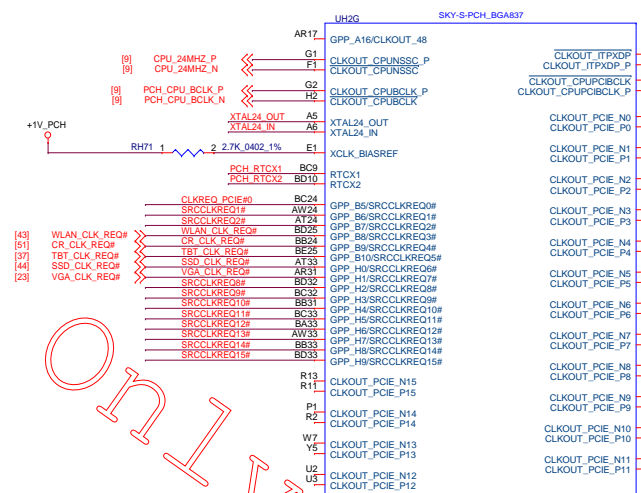 UH2G SKY-S-PCH_BGA837
AR17 GPP_A16/CLKOUT_48
[9] CPU_24MHZ_P G1 CLKOUT_CPUNSSC_P CLKOUT_ITPXDP
[9] CPU_24MHZ_N F1 CLKOUT_CPUNSSC CLKOUT_ITPXDP_P
CLKOUT_CPUPCIBCLK
[9] PCH_CPU_BCLK_P G2 CLKOUT_CPUBCLK_P CLKOUT_CPUPCIBCLK_P
[9] PCH_CPU_BCLK_N H2 CLKOUT_CPUBCLK
XTAL24_OUT A5 XTAL24_OUT CLKOUT_PCIE_N0
XTAL24_IN A6 XTAL24_IN CLKOUT_PCIE_P0
+1V_PCH
RH71 1 2 2.7K_0402_1% E1 XCLK_BIASREF CLKOUT_PCIE_N1
CLKOUT_PCIE_P1
PCH_RTCX1 BC9 RTCX1 CLKOUT_PCIE_N2
PCH_RTCX2 BD10 RTCX2 CLKOUT_PCIE_P2
CLKREQ_PCIE#0 BC24 GPP_B5/SRCCLKREQ0#
SRCCLKREQ1# AW24 GPP_B6/SRCCLKREQ1# CLKOUT_PCIE_N3
SRCCLKREQ2# AT24 GPP_B7/SRCCLKREQ2# CLKOUT_PCIE_P3
[43] WLAN_CLK_REQ# WLAN_CLK_REQ# BD25 GPP_B8/SRCCLKREQ3#
[51] CR_CLK_REQ# CR_CLK_REQ# BB24 GPP_B9/SRCCLKREQ4# CLKOUT_PCIE_N4
[37] TBT_CLK_REQ# TBT_CLK_REQ# BE25 GPP_B10/SRCCLKREQ5# CLKOUT_PCIE_P4
[44] SSD_CLK_REQ# SSD_CLK_REQ# AT33 GPP_H0/SRCCLKREQ6#
[23] VGA_CLK_REQ# VGA_CLK_REQ# AR31 GPP_H1/SRCCLKREQ7# CLKOUT_PCIE_N5
SRCCLKREQ8# BD32 GPP_H2/SRCCLKREQ8# CLKOUT_PCIE_P5
SRCCLKREQ9# BC32 GPP_H3/SRCCLKREQ9#
SRCCLKREQ10# BB31 GPP_H4/SRCCLKREQ10# CLKOUT_PCIE_N6
SRCCLKREQ11# BC33 GPP_H5/SRCCLKREQ11# CLKOUT_PCIE_P6
SRCCLKREQ12# BA33 GPP_H6/SRCCLKREQ12#
SRCCLKREQ13# AW33 GPP_H7/SRCCLKREQ13# CLKOUT_PCIE_N7
SRCCLKREQ14# BB33 GPP_H8/SRCCLKREQ14# CLKOUT_PCIE_P7
SRCCLKREQ15# BD33 GPP_H9/SRCCLKREQ15#
CLKOUT_PCIE_N8
R13 CLKOUT_PCIE_N15 CLKOUT_PCIE_P8
R11 CLKOUT_PCIE_P15
CLKOUT_PCIE_N9
P1 CLKOUT_PCIE_N14 CLKOUT_PCIE_P9
R2 CLKOUT_PCIE_P14
CLKOUT_PCIE_N10
W7 CLKOUT_PCIE_N13 CLKOUT_PCIE_P10
Y5 CLKOUT_PCIE_P13
CLKOUT_PCIE_N11
U2 CLKOUT_PCIE_N12 CLKOUT_PCIE_P11
U3 CLKOUT_PCIE_P12